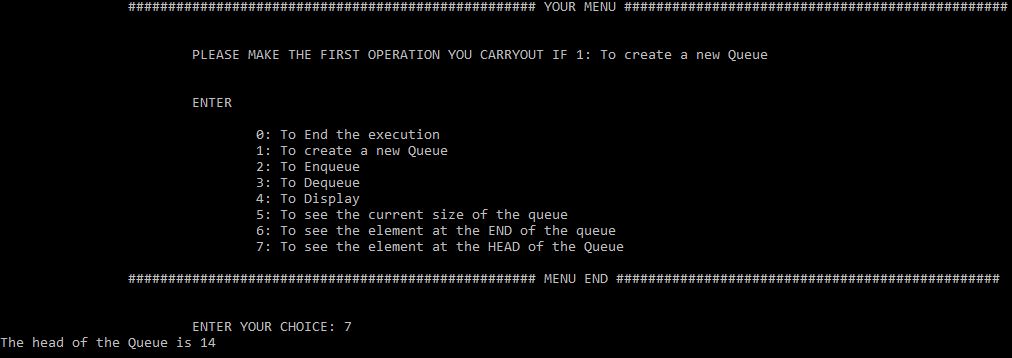 ################################################### YOUR MENU ################################################
PLEASE MAKE THE FIRST OPERATION YOU CARRYOUT IF 1: To create a new Queue
ENTER
0: To End the execution
1: To create a new Queue
2: To Enqueue
3: To Dequeue
4: To Display
5: To see the current size of the queue
6: To see the element at the END of the queue
7: To see the element at the HEAD of the Queue
################################################### MENU END ################################################
ENTER YOUR CHOICE: 7
The head of the Queue is 14